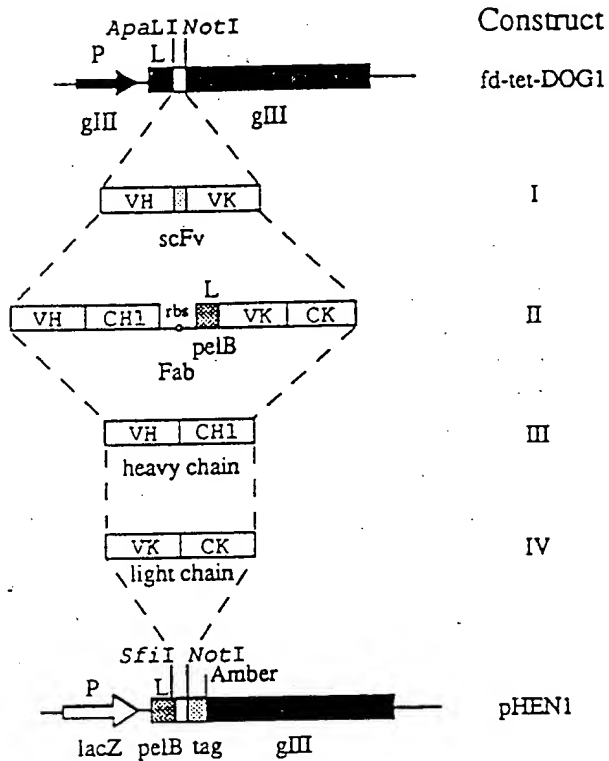 Construct
ApaLI NotI
P L
fd-tet-DOG1
gIII gIII
VH VK I
scFv
L
rbs
VH CH1 VK CK II
pelB
Fab
VH CH1 III
heavy chain
VK CK IV
light chain
SfiI NotI
Amber
P L
pHEN1
lacZ pelB tag gIII